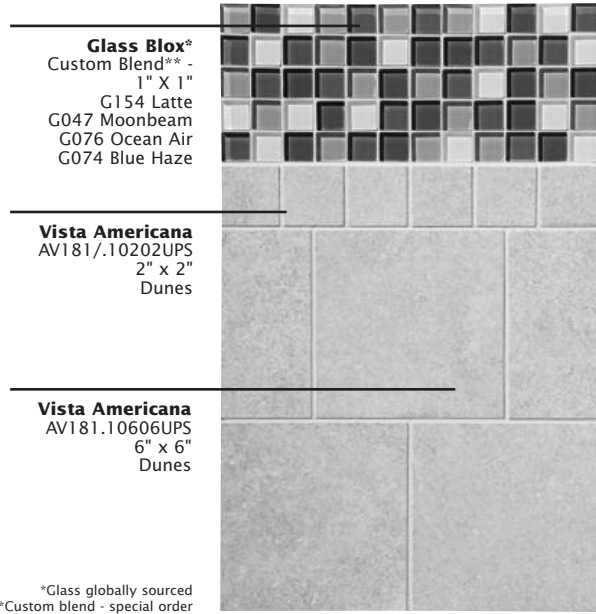 Glass Blox*
Custom Blend** -
1" X 1"
G154 Latte
G047 Moonbeam
G076 Ocean Air
G074 Blue Haze
Vista Americana
AV181/.10202UPS
2" x 2"
Dunes
Vista Americana
AV181.10606UPS
6" x 6"
Dunes
*Glass globally sourced
*Custom blend - special order